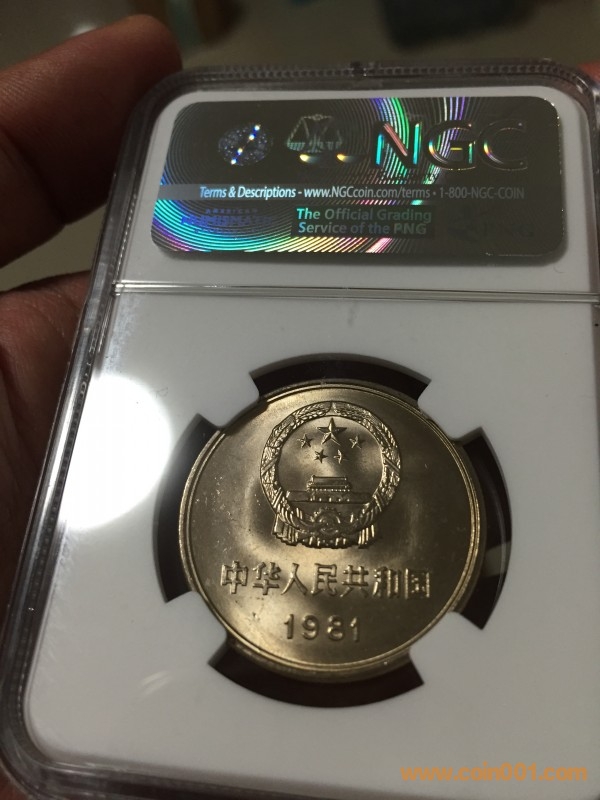 NGC
Terms & Descriptions - www.NGCcoin.com/terms • 1-800-NGC-COIN
The Official Grading
Service of the PNG
中华人民共和国
1981
www.coin001.com